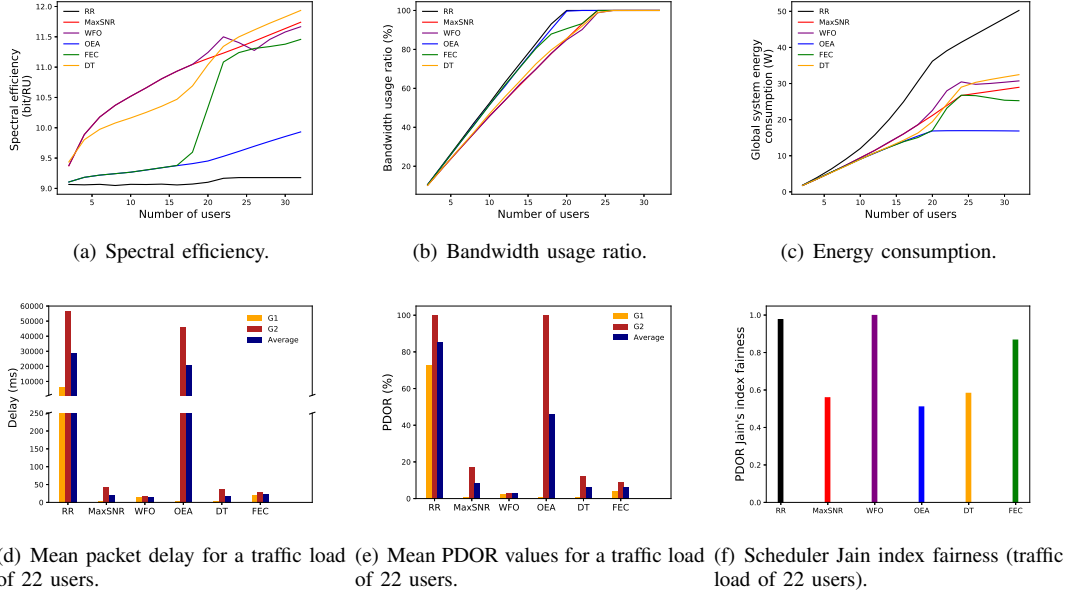 RR
MaxSNR
WFO
OEA
FEC
DT
12.0
11.5
11.0
10.5
10.0
9.5
9.0
Spectral efficiency
(bit/RU)
5 10 15 20 25 30
Number of users
(a) Spectral efficiency.
RR
MaxSNR
WFO
OEA
FEC
DT
100
80
60
40
20
Bandwidth usage ratio (%)
5 10 15 20 25 30
Number of users
(b) Bandwidth usage ratio.
RR
MaxSNR
WFO
OEA
FEC
DT
50
40
30
20
10
0
Global system energy
consumption (W)
5 10 15 20 25 30
Number of users
(c) Energy consumption.
G1
G2
Average
60000
50000
40000
30000
20000
10000
250
200
150
100
50
0
Delay (ms)
RR MaxSNR WFO OEA DT FEC
(d) Mean packet delay for a traffic load
of 22 users.
G1
G2
Average
100
80
60
40
20
0
PDOR (%)
RR MaxSNR WFO OEA DT FEC
(e) Mean PDOR values for a traffic load
of 22 users.
1.0
0.8
0.6
0.4
0.2
0.0
PDOR Jain's index fairness
RR MaxSNR WFO OEA DT FEC
(f) Scheduler Jain index fairness (traffic
load of 22 users).